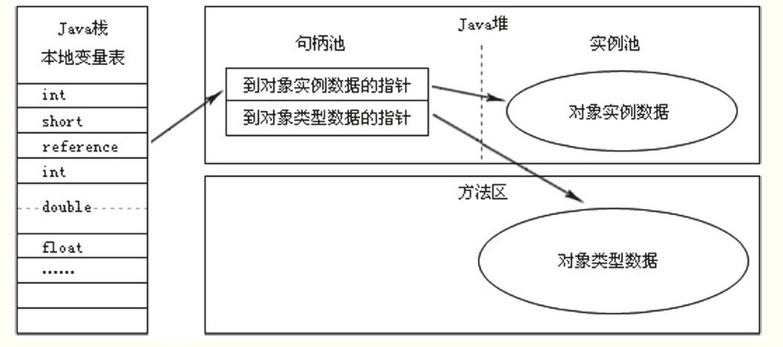 Java栈
本地变量表
int
short
reference
int
double
float
……
Java堆
句柄池
实例池
到对象实例数据的指针
到对象类型数据的指针
对象实例数据
方法区
对象类型数据